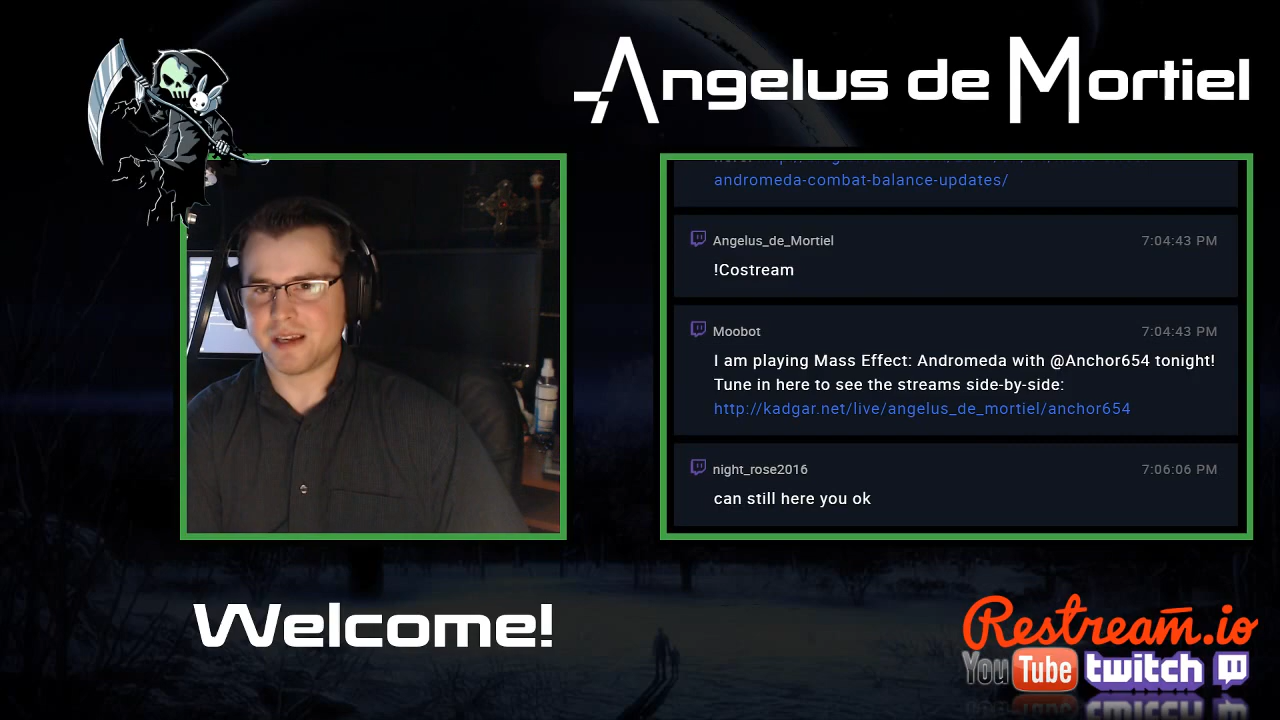 Angelus de Mortiel
andromeda-combat-balance-updates/
Angelus_de_Mortiel 7:04:43 PM
!Costream
Moobot 7:04:43 PM
I am playing Mass Effect: Andromeda with @Anchor654 tonight!
Tune in here to see the streams side-by-side:
http://kadgar.net/live/angelus_de_mortiel/anchor654
night_rose2016 7:06:06 PM
can still here you ok
Welcome!
Restream.io
YouTube twitch